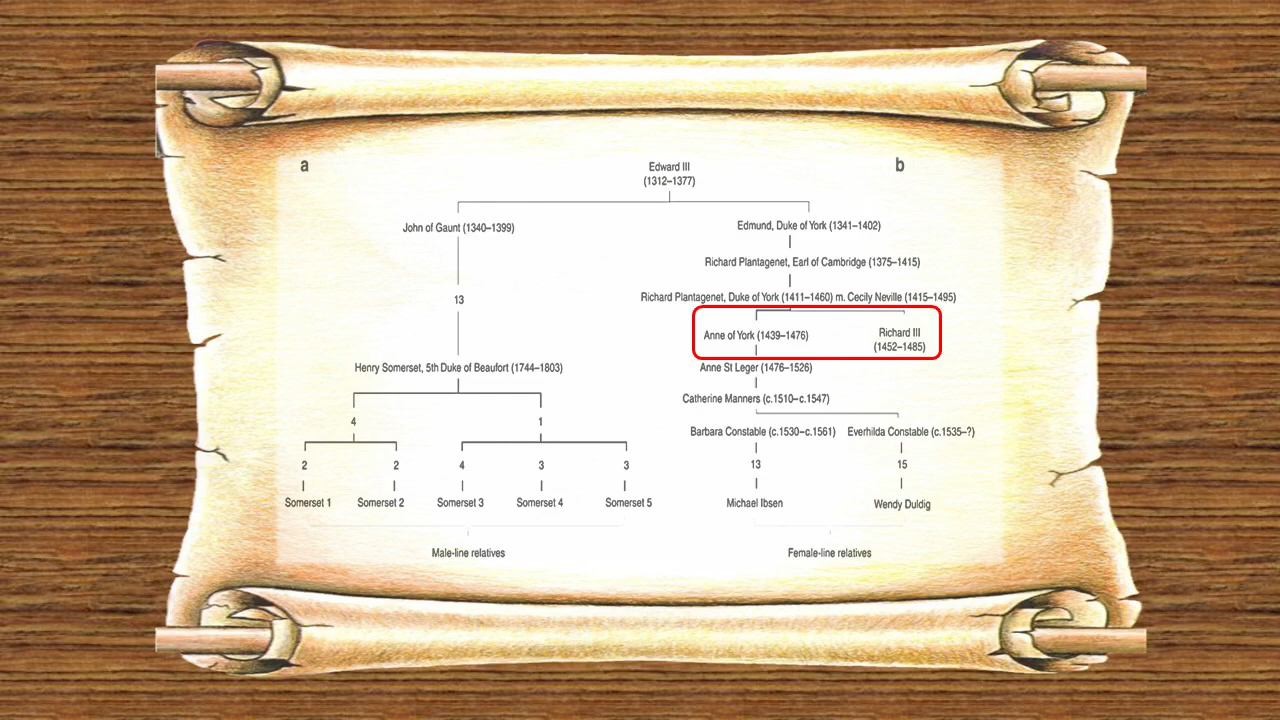 a
b
Edward III
(1312–1377)
John of Gaunt (1340–1399)
Edmund, Duke of York (1341–1402)
Richard Plantagenet, Earl of Cambridge (1375–1415)
13
Richard Plantagenet, Duke of York (1411–1460) m. Cecily Neville (1415–1495)
Anne of York (1439–1476)
Richard III
(1452–1485)
Henry Somerset, 5th Duke of Beaufort (1744–1803)
Anne St Leger (1476–1526)
Catherine Manners (c.1510–c.1547)
4
1
Barbara Constable (c.1530–c.1561)
Everhilda Constable (c.1535–?)
2
2
4
3
3
13
15
Somerset 1
Somerset 2
Somerset 3
Somerset 4
Somerset 5
Michael Ibsen
Wendy Duldig
Male-line relatives
Female-line relatives